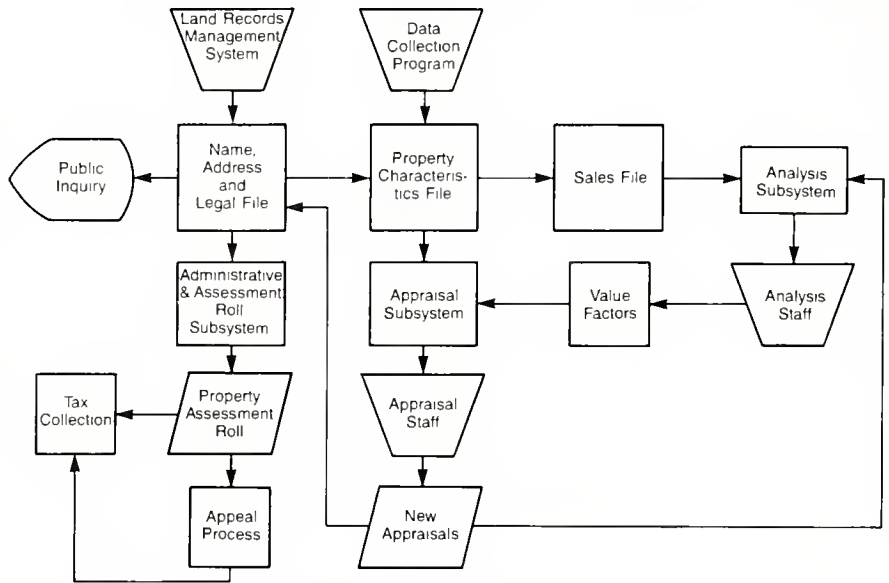 Land Records
Management
System
Data
Collection
Program
Public
Inquiry
Name,
Address
and
Legal File
Property
Characteris-
tics File
Sales File
Analysis
Subsystem
Administrative
& Assessment
Roll
Subsystem
Appraisal
Subsystem
Value
Factors
Analysis
Staff
Tax
Collection
Property
Assessment
Roll
Appraisal
Staff
Appeal
Process
New
Appraisals